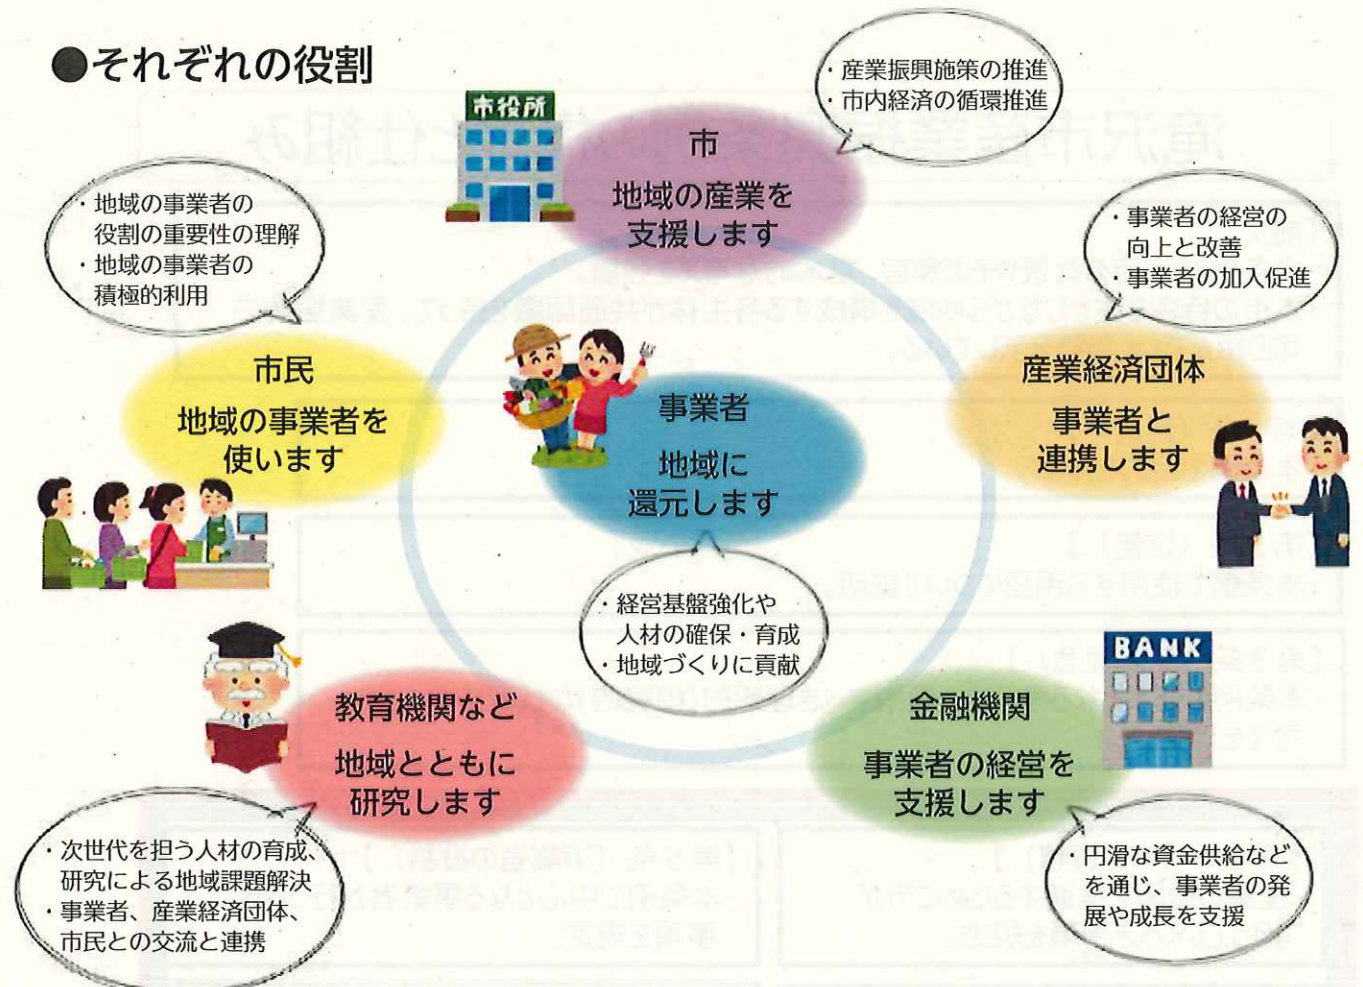 ●それぞれの役割
・産業振興施策の推進
・市内経済の循環推進
市役所
市
地域の産業を
支援します
・地域の事業者の
役割の重要性の理解
・地域の事業者の
積極的利用
・事業者の経営の
向上と改善
・事業者の加入促進
市民
地域の事業者を
使います
事業者
地域に
還元します
産業経済団体
事業者と
連携します
・経営基盤強化や
人材の確保・育成
・地域づくりに貢献
教育機関など
地域とともに
研究します
金融機関
事業者の経営を
支援します
BANK
・次世代を担う人材の育成、
研究による地域課題解決
・事業者、産業経済団体、
市民との交流と連携
・円滑な資金供給など
を通じ、事業者の発
展や成長を支援